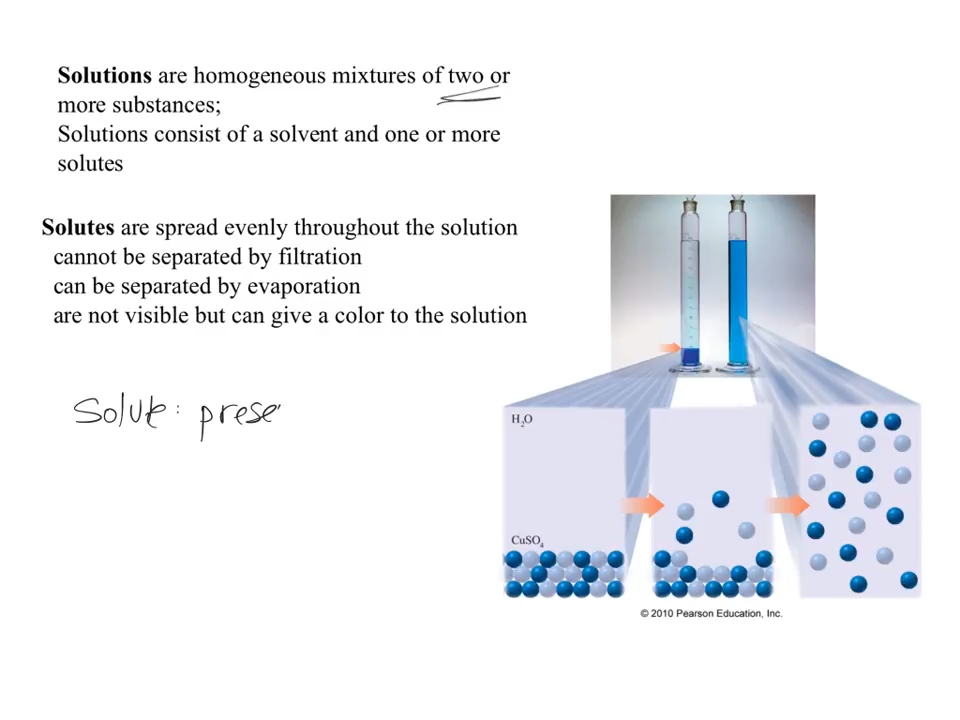 Solutions are homogeneous mixtures of two or
more substances;
Solutions consist of a solvent and one or more
solutes
Solutes are spread evenly throughout the solution
cannot be separated by filtration
can be separated by evaporation
are not visible but can give a color to the solution
Solute: prese
H2O
CuSO4
© 2010 Pearson Education, Inc.